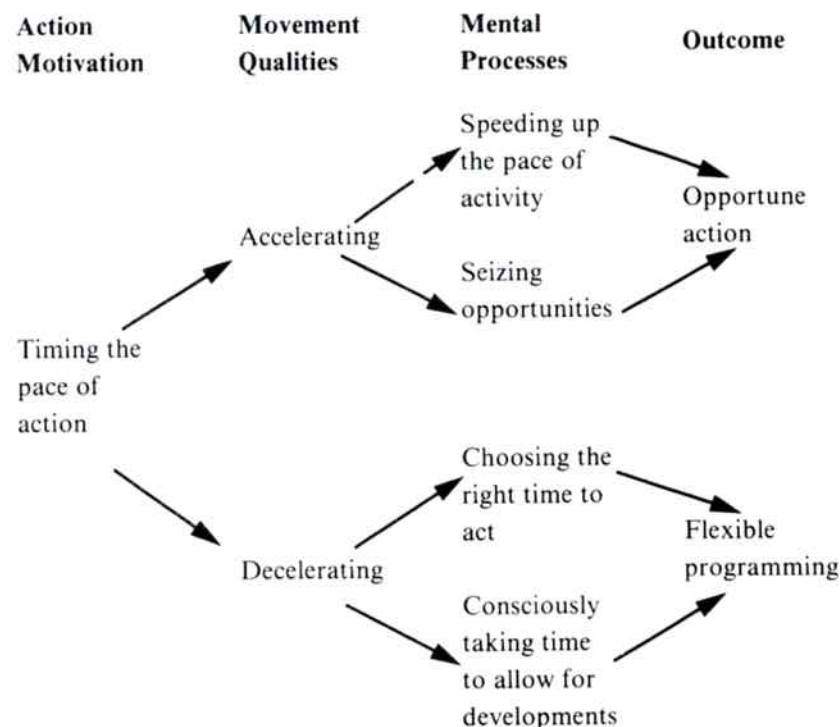 Action Motivation
Movement Qualities
Mental Processes
Outcome
Timing the
pace of
action
Accelerating
Decelerating
Speeding up
the pace of
activity
Seizing
opportunities
Choosing the
right time to
act
Consciously
taking time
to allow for
developments
Opportune
action
Flexible
programming